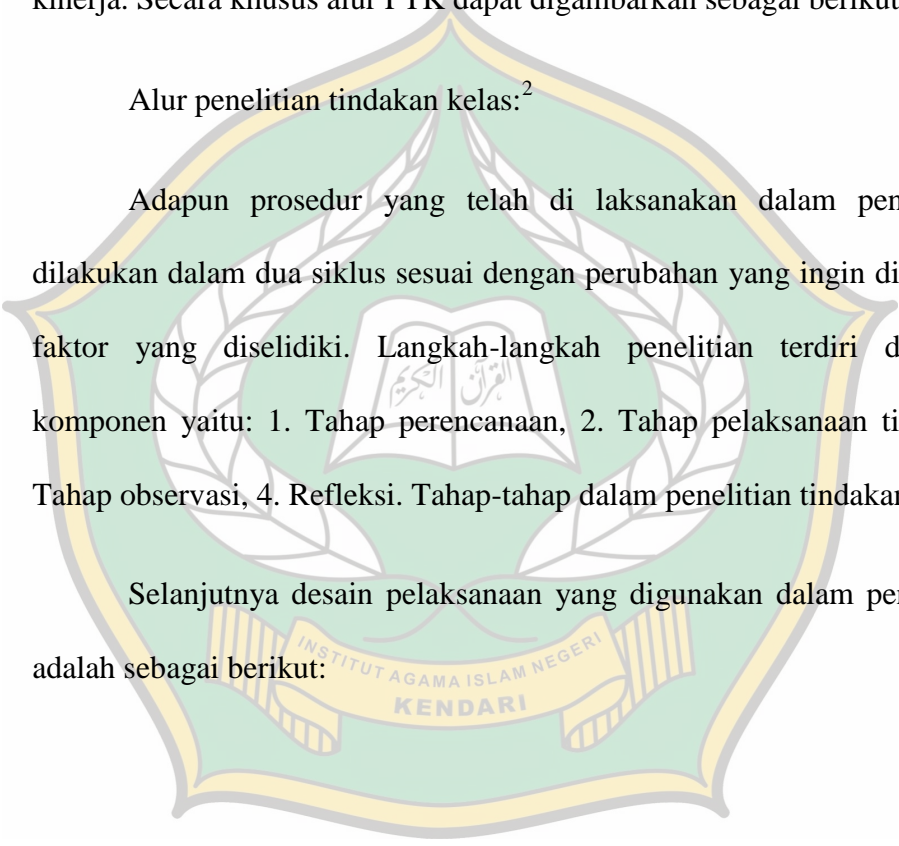 kinerja. Secara khusus alur PTK dapat digambarkan sebagai berikut
Alur penelitian tindakan kelas:2
Adapun prosedur yang telah di laksanakan dalam pen
dilakukan dalam dua siklus sesuai dengan perubahan yang ingin di
faktor yang diselidiki. Langkah-langkah penelitian terdiri d
القرآن الكريم
komponen yaitu: 1. Tahap perencanaan, 2. Tahap pelaksanaan ti
Tahap observasi, 4. Refleksi. Tahap-tahap dalam penelitian tindakan
Selanjutnya desain pelaksanaan yang digunakan dalam per
adalah sebagai berikut:
INSTITUT AGAMA ISLAM NEGERI
KENDARI